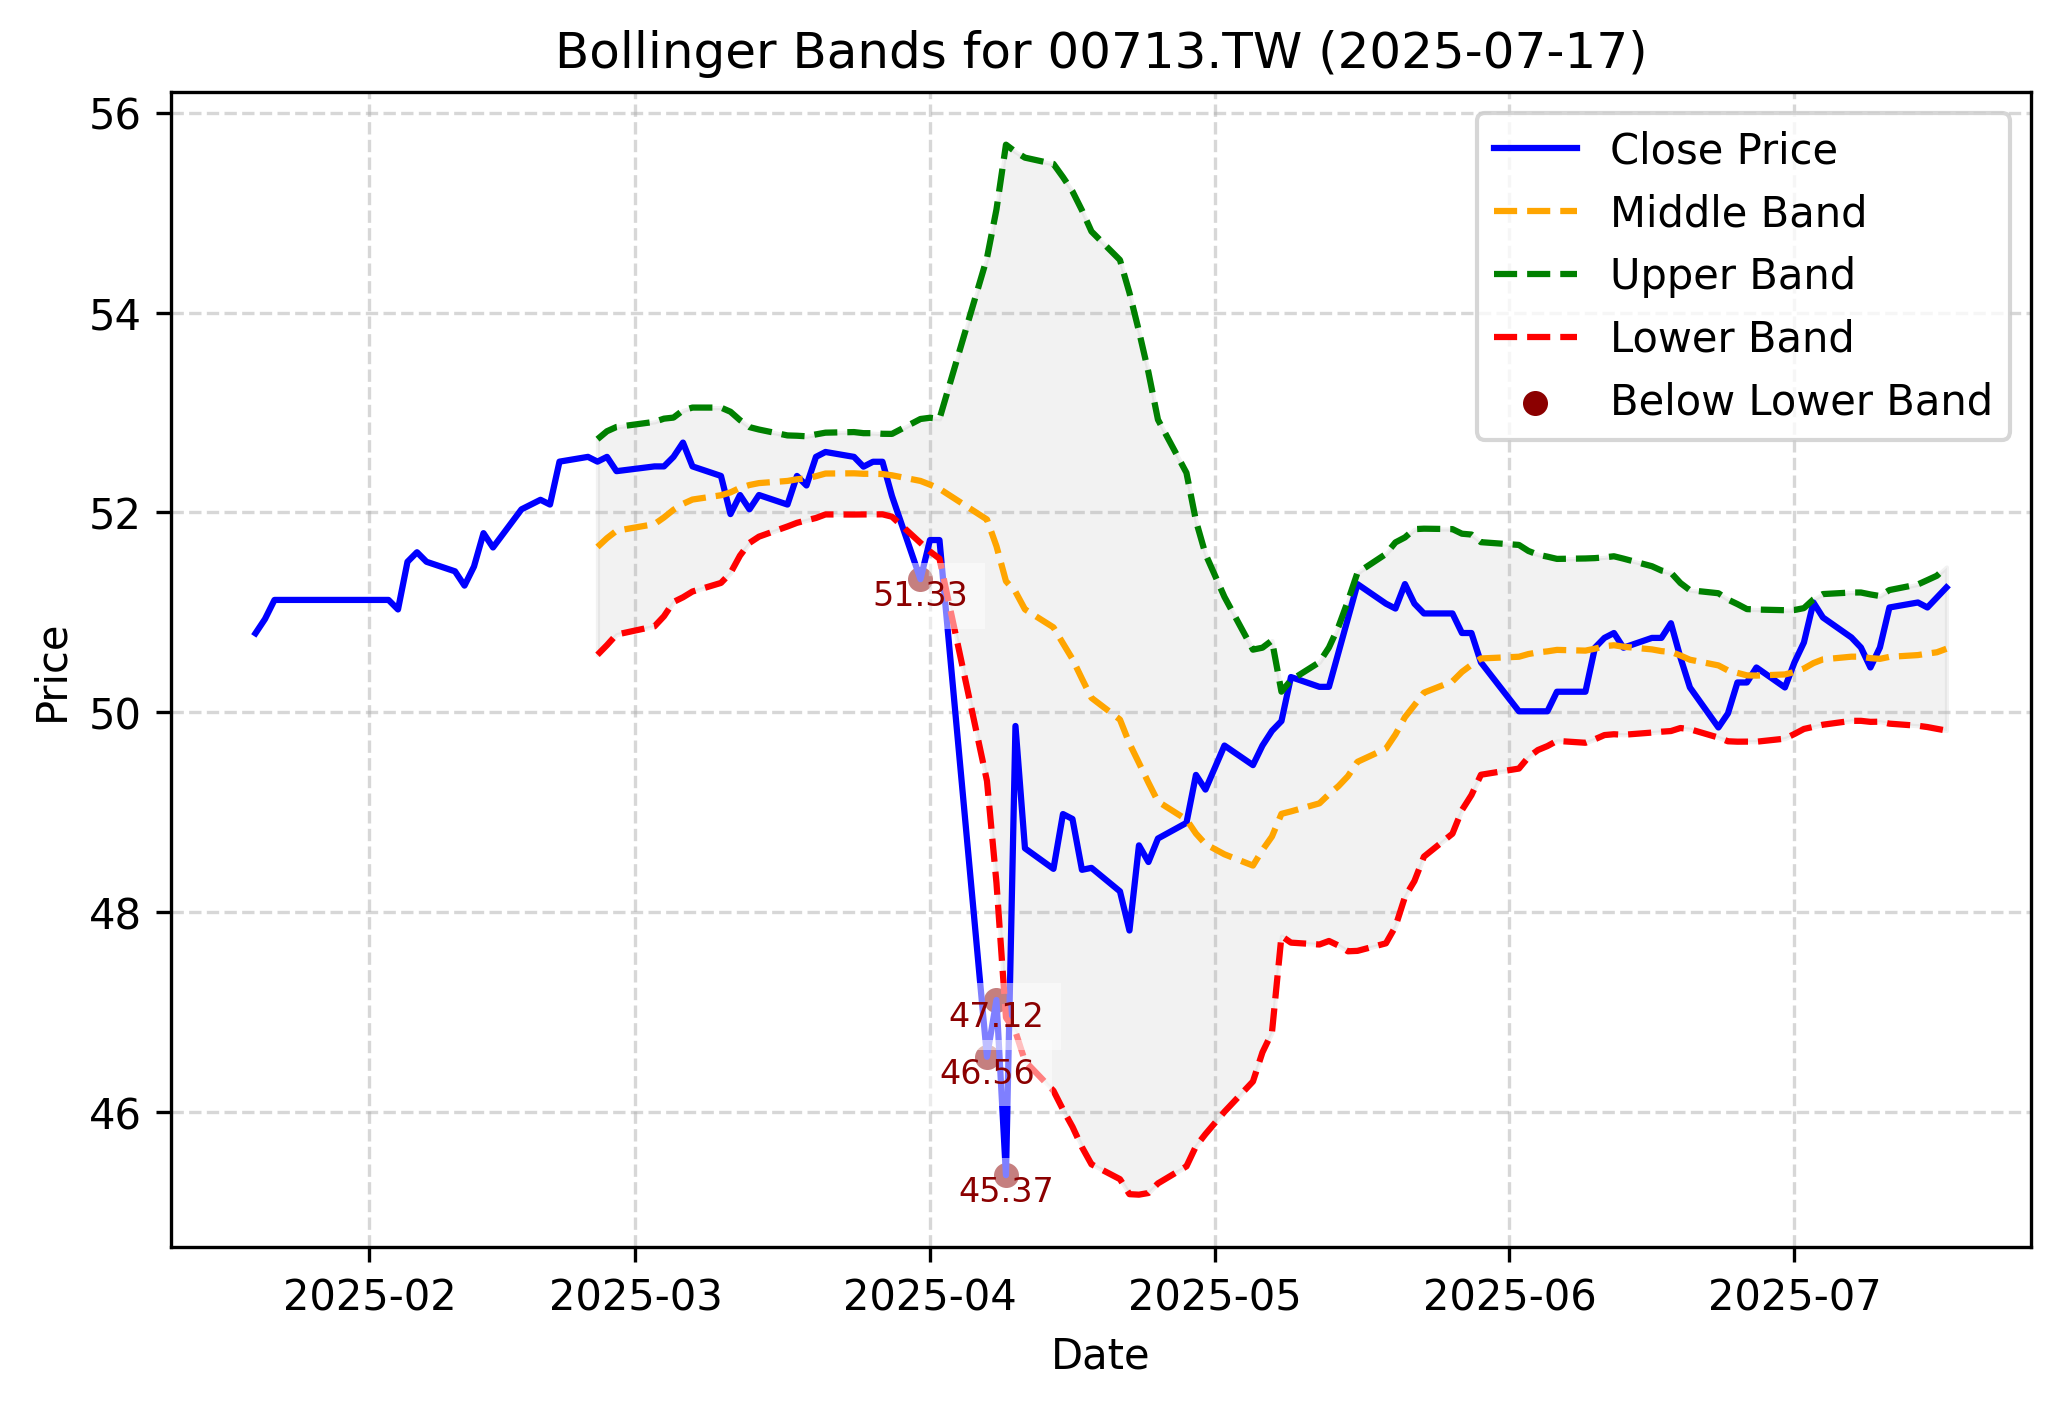 Bollinger Bands for 00713.TW (2025-07-17)
56
54
52
50
48
46
Price
Close Price
Middle Band
Upper Band
Lower Band
Below Lower Band
51.33
47.12
46.56
45.37
2025-02
2025-03
2025-04
2025-05
2025-06
2025-07
Date